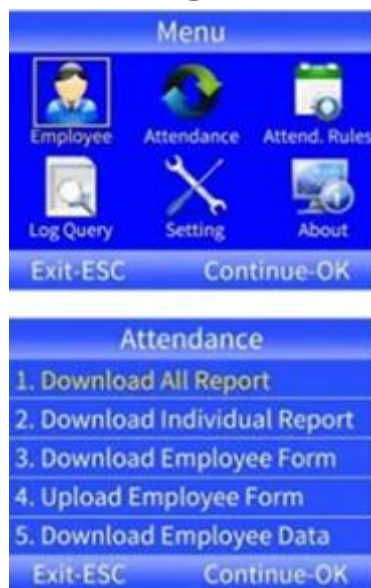 Menu
Employee Attendance Attend. Rules
Log Query Setting About
Exit-ESC Continue-OK
Attendance
1. Download All Report
2. Download Individual Report
3. Download Employee Form
4. Upload Employee Form
5. Download Employee Data
Exit-ESC Continue-OK